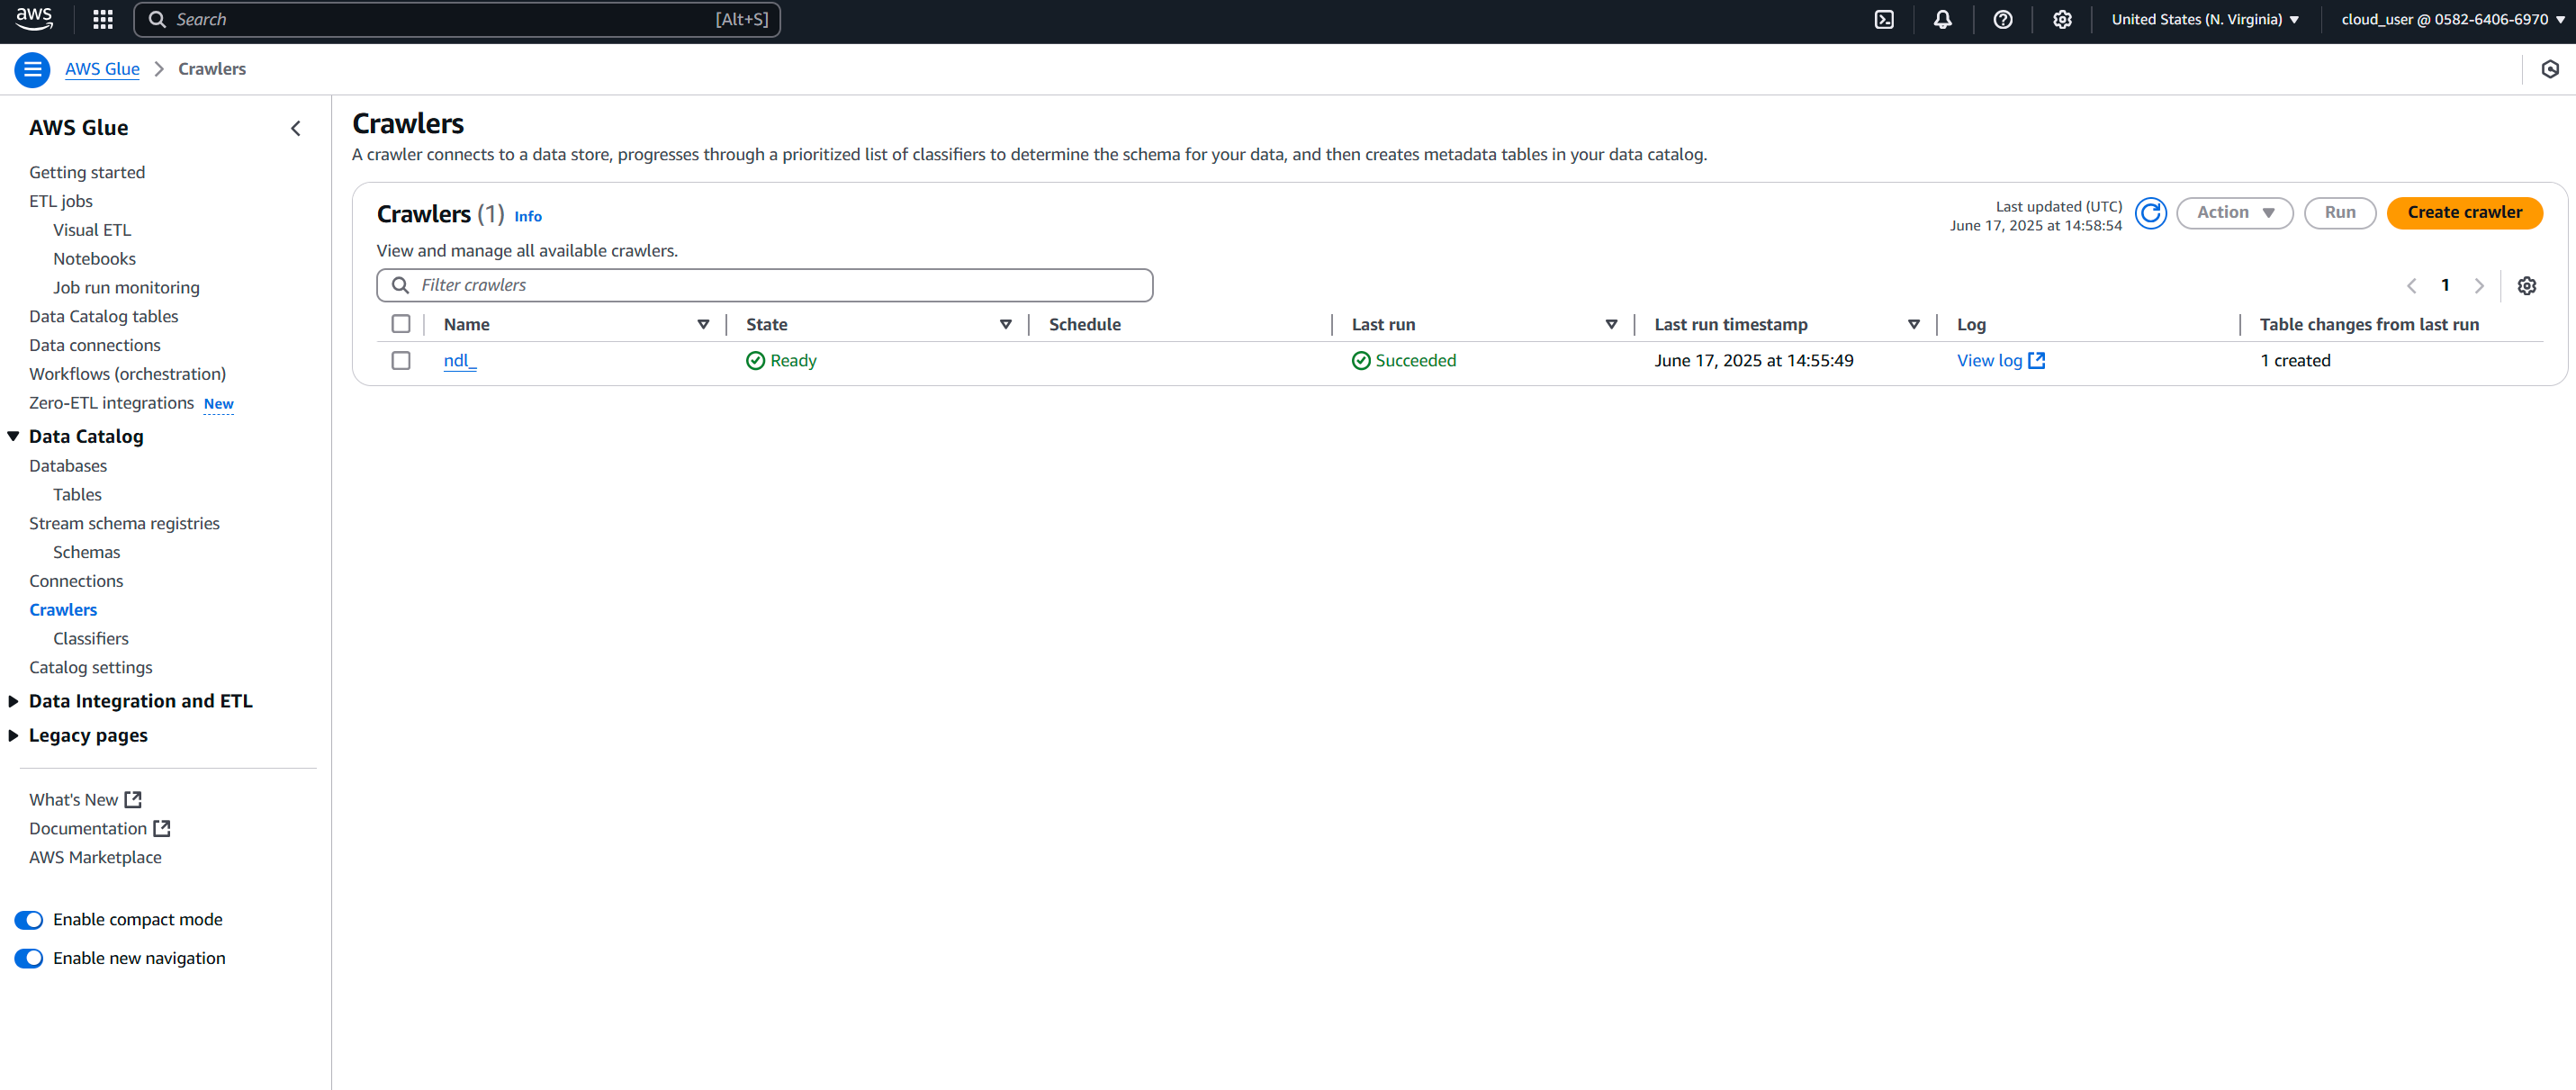 aws
Search [Alt+S]
United States (N. Virginia)
cloud_user @ 0582-6406-6970
AWS Glue
Crawlers
AWS Glue
Getting started
ETL jobs
Visual ETL
Notebooks
Job run monitoring
Data Catalog tables
Data connections
Workflows (orchestration)
Zero-ETL integrations New
Data Catalog
Databases
Tables
Stream schema registries
Schemas
Connections
Crawlers
Classifiers
Catalog settings
Data Integration and ETL
Legacy pages
What's New
Documentation
AWS Marketplace
Enable compact mode
Enable new navigation
Crawlers
A crawler connects to a data store, progresses through a prioritized list of classifiers to determine the schema for your data, and then creates metadata tables in your data catalog.
Crawlers (1) Info
Last updated (UTC)
June 17, 2025 at 14:58:54
Action
Run
Create crawler
View and manage all available crawlers.
Filter crawlers
1
Name State Schedule Last run Last run timestamp Log Table changes from last run
ndl_ Ready Succeeded June 17, 2025 at 14:55:49 View log 1 created